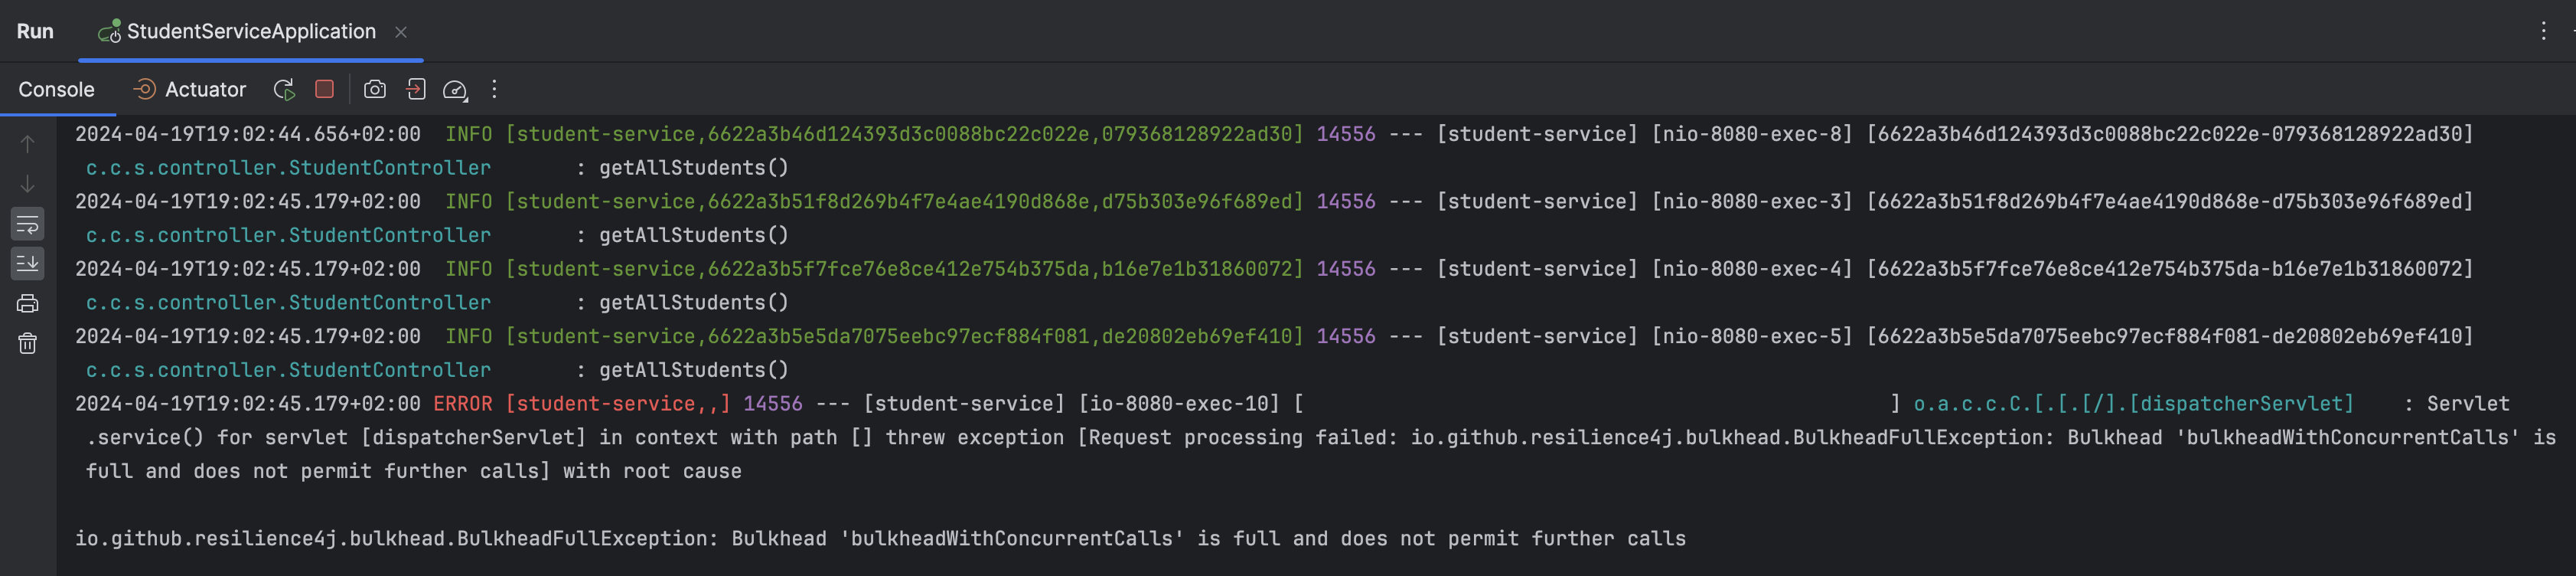 Run StudentServiceApplication
Console Actuator
2024-04-19T19:02:44.656+02:00  INFO [student-service,6622a3b46d124393d3c0088bc22c022e,079368128922ad30] 14556 --- [student-service] [nio-8080-exec-8] [6622a3b46d124393d3c0088bc22c022e-079368128922ad30]
c.c.s.controller.StudentController       : getAllStudents()
2024-04-19T19:02:45.179+02:00  INFO [student-service,6622a3b51f8d269b4f7e4ae4190d868e,d75b303e96f689ed] 14556 --- [student-service] [nio-8080-exec-3] [6622a3b51f8d269b4f7e4ae4190d868e-d75b303e96f689ed]
c.c.s.controller.StudentController       : getAllStudents()
2024-04-19T19:02:45.179+02:00  INFO [student-service,6622a3b5f7fce76e8ce412e754b375da,b16e7e1b31860072] 14556 --- [student-service] [nio-8080-exec-4] [6622a3b5f7fce76e8ce412e754b375da-b16e7e1b31860072]
c.c.s.controller.StudentController       : getAllStudents()
2024-04-19T19:02:45.179+02:00  INFO [student-service,6622a3b5e5da7075eebc97ecf884f081,de20802eb69ef410] 14556 --- [student-service] [nio-8080-exec-5] [6622a3b5e5da7075eebc97ecf884f081-de20802eb69ef410]
c.c.s.controller.StudentController       : getAllStudents()
2024-04-19T19:02:45.179+02:00 ERROR [student-service,,] 14556 --- [student-service] [io-8080-exec-10] [                                                 ] o.a.c.c.C.[.[.[/].[dispatcherServlet]    : Servlet
.service() for servlet [dispatcherServlet] in context with path [] threw exception [Request processing failed: io.github.resilience4j.bulkhead.BulkheadFullException: Bulkhead 'bulkheadWithConcurrentCalls' is
full and does not permit further calls] with root cause
io.github.resilience4j.bulkhead.BulkheadFullException: Bulkhead 'bulkheadWithConcurrentCalls' is full and does not permit further calls